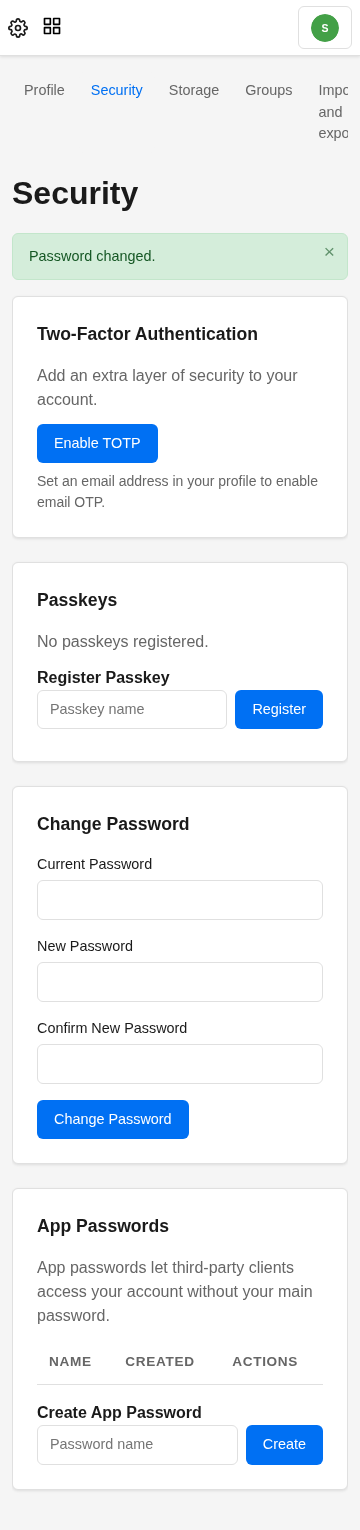 S
Profile Security Storage Groups
and
Security
Password changed.
×
Two-Factor Authentication
Add an extra layer of security to your
account.
Enable TOTP
Set an email address in your profile to enable
email OTP.
Passkeys
No passkeys registered.
Register Passkey
Passkey name Register
Change Password
Current Password
New Password
Confirm New Password
Change Password
App Passwords
App passwords let third-party clients
access your account without your main
password.
NAME CREATED ACTIONS
Create App Password
Password name Create